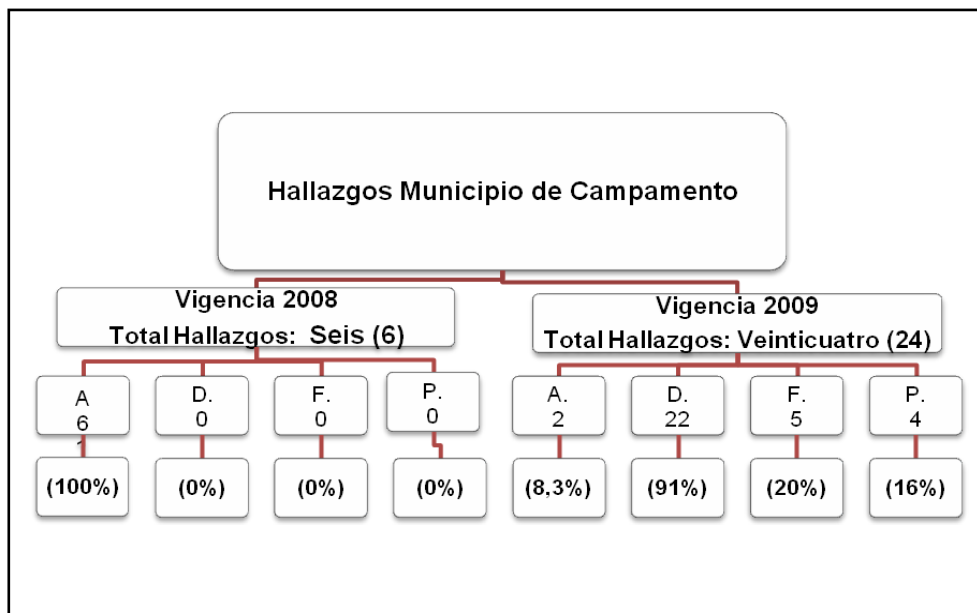 Hallazgos Municipio de Campamento
Vigencia 2008
Total Hallazgos: Seis (6)
Vigencia 2009
Total Hallazgos: Veinticuatro (24)
A
6
D.
0
F.
0
P.
0
A.
2
D.
22
F.
5
P.
4
(100%)
(0%)
(0%)
(0%)
(8,3%)
(91%)
(20%)
(16%)